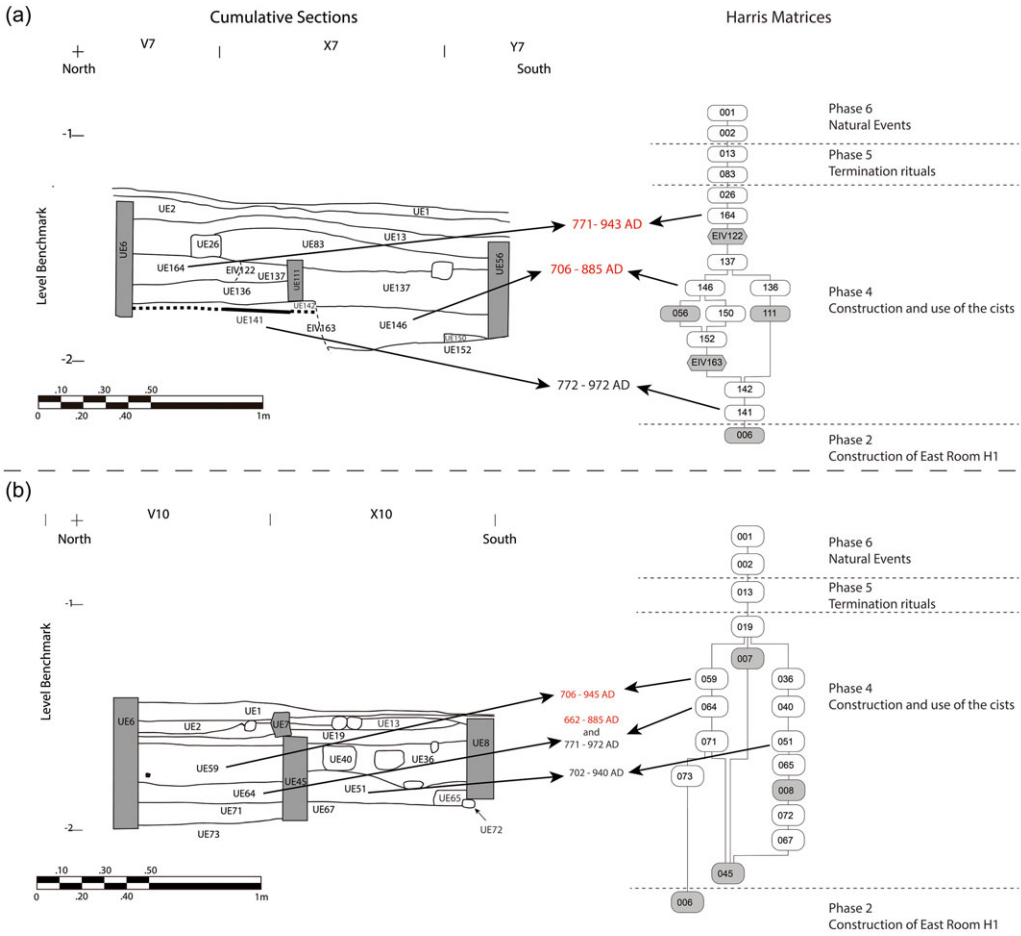 (a)
Cumulative Sections
Harris Matrices
V7
X7
Y7
North
South
Level Benchmark
-1
-2
UE2
UE1
UE6
UE26
UE83
UE13
UE56
UE164
EIV122
UE137
UE111
UE137
UE136
UE142
UE141
EIV163
UE146
UE150
UE152
771- 943 AD
706 - 885 AD
772 - 972 AD
.10 .30 .50
0 .20 .40 1m
001
002
013
083
026
164
EIV122
137
146
136
056
150
111
152
EIV163
142
141
006
Phase 6
Natural Events
Phase 5
Termination rituals
Phase 4
Construction and use of the cists
Phase 2
Construction of East Room H1
(b)
V10
X10
North
South
Level Benchmark
-1
-2
UE6
UE1
UE2
UE7
UE13
UE19
UE8
UE59
UE40
UE36
UE45
UE64
UE51
UE65
UE71
UE67
UE72
UE73
706 - 945 AD
662 - 885 AD
and
771 - 972 AD
702 - 940 AD
.10 .30 .50
0 .20 .40 1m
001
002
013
019
007
059
036
064
040
071
051
073
065
008
072
067
045
006
Phase 6
Natural Events
Phase 5
Termination rituals
Phase 4
Construction and use of the cists
Phase 2
Construction of East Room H1